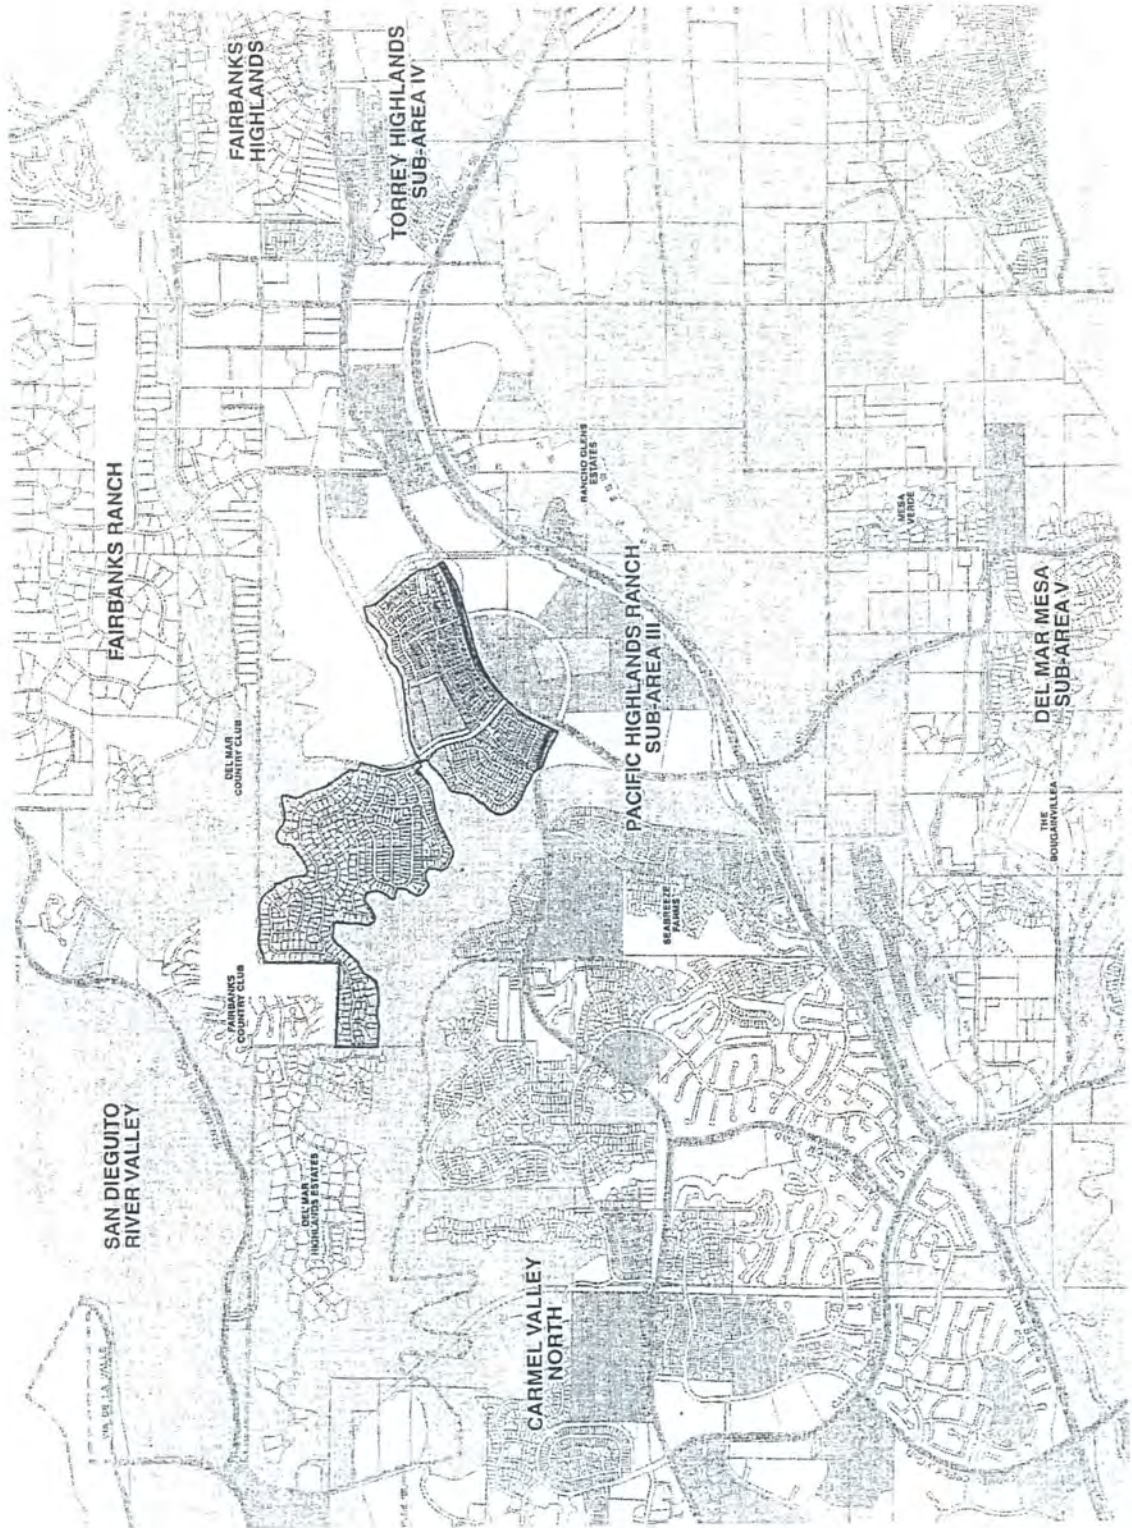 FAIRBANKS
HIGHLANDS
TORREY HIGHLANDS
SUB-AREA IV
FAIRBANKS RANCH
RANCHO GLENS
ESTATES
MESA
VERDE
DEL MAR
COUNTRY CLUB
PACIFIC HIGHLANDS RANCH
SUB-AREA III
DEL MAR MESA
SUB-AREA V
THE
BOUGAINVILLEA
SEABREEZE
FARMS
FAIRBANKS
COUNTRY CLUB
SAN DIEGUITO
RIVER VALLEY
DEL MAR
HIGHLANDS ESTATES
CARMEL VALLEY
NORTH
VIA DE LA VALLE